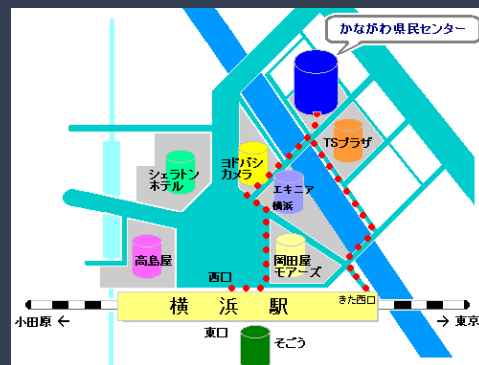 かながわ県民センター
TSプラザ
ヨドバシ
カメラ
シェラトン
ホテル
エキニア
横浜
高島屋
岡田屋
モアーズ
西口
きた西口
横浜駅
小田原 ←
→ 東京
東口
そごう